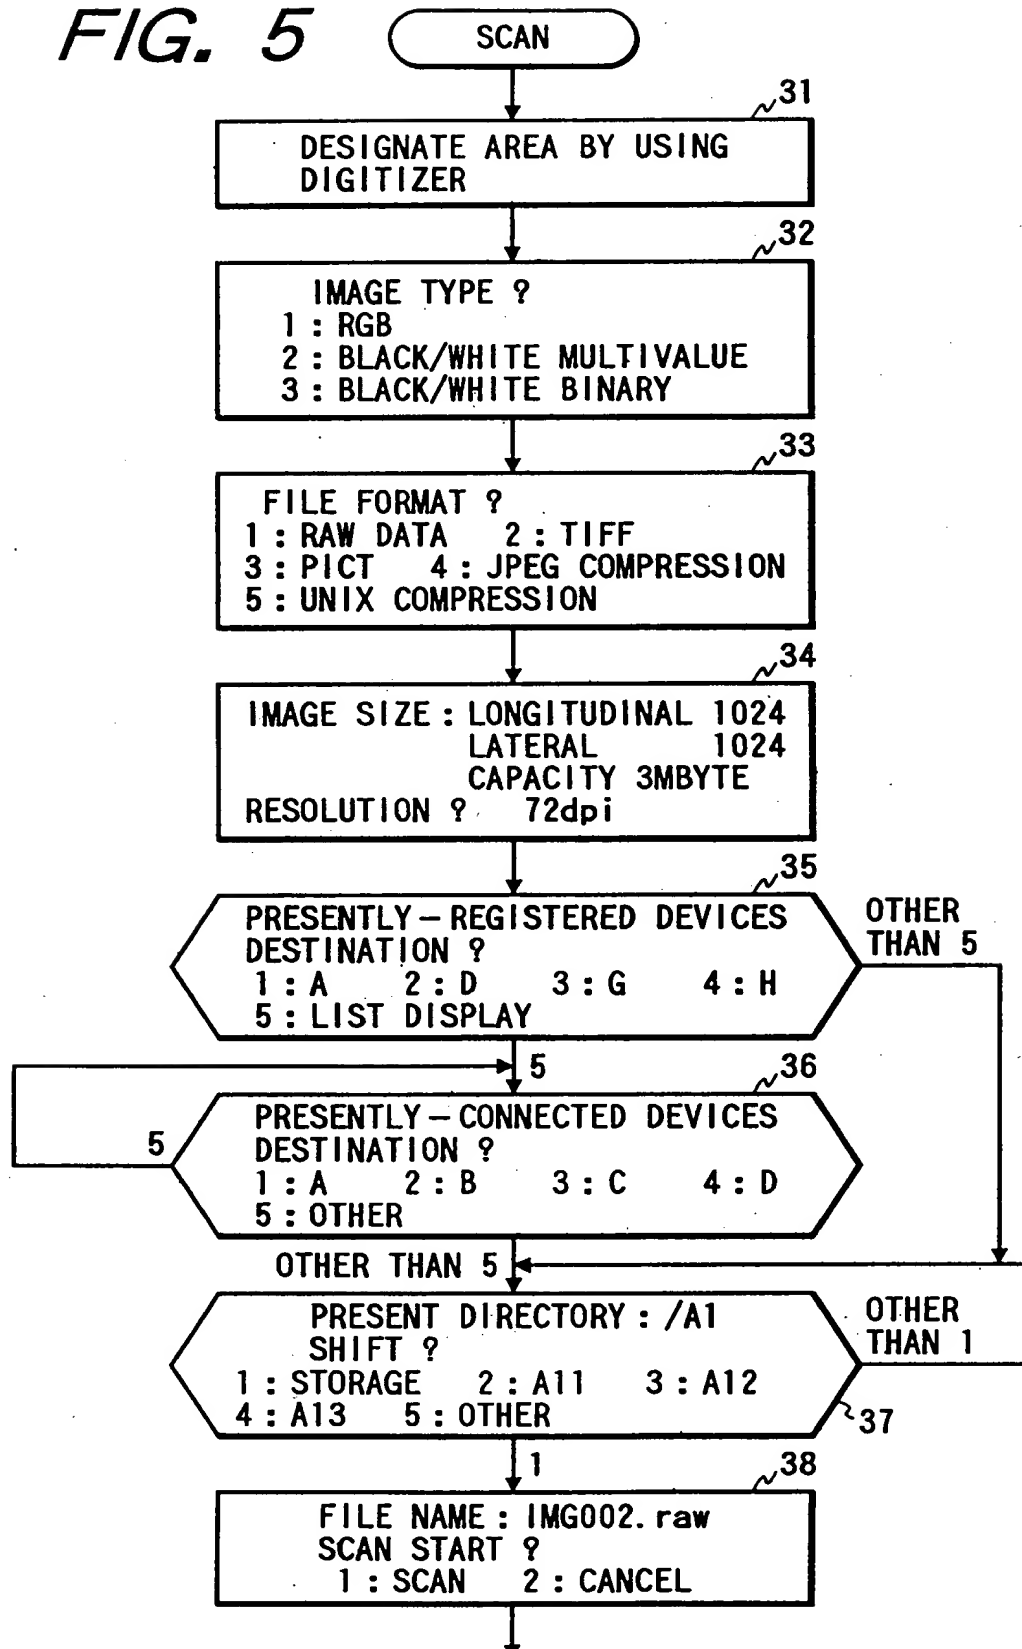 FIG. 5
SCAN
31
DESIGNATE AREA BY USING
DIGITIZER
32
IMAGE TYPE ?
1 : RGB
2 : BLACK/WHITE MULTIVALUE
3 : BLACK/WHITE BINARY
33
FILE FORMAT ?
1 : RAW DATA 2 : TIFF
3 : PICT 4 : JPEG COMPRESSION
5 : UNIX COMPRESSION
34
IMAGE SIZE : LONGITUDINAL 1024
LATERAL 1024
CAPACITY 3MBYTE
RESOLUTION ? 72dpi
35
PRESENTLY-REGISTERED DEVICES
DESTINATION ?
1 : A 2 : D 3 : G 4 : H
5 : LIST DISPLAY
OTHER
THAN 5
5
36
PRESENTLY-CONNECTED DEVICES
DESTINATION ?
1 : A 2 : B 3 : C 4 : D
5 : OTHER
5
OTHER THAN 5
PRESENT DIRECTORY : /A1
SHIFT ?
1 : STORAGE 2 : A11 3 : A12
4 : A13 5 : OTHER
OTHER
THAN 1
37
1
38
FILE NAME : IMG002.raw
SCAN START ?
1 : SCAN 2 : CANCEL